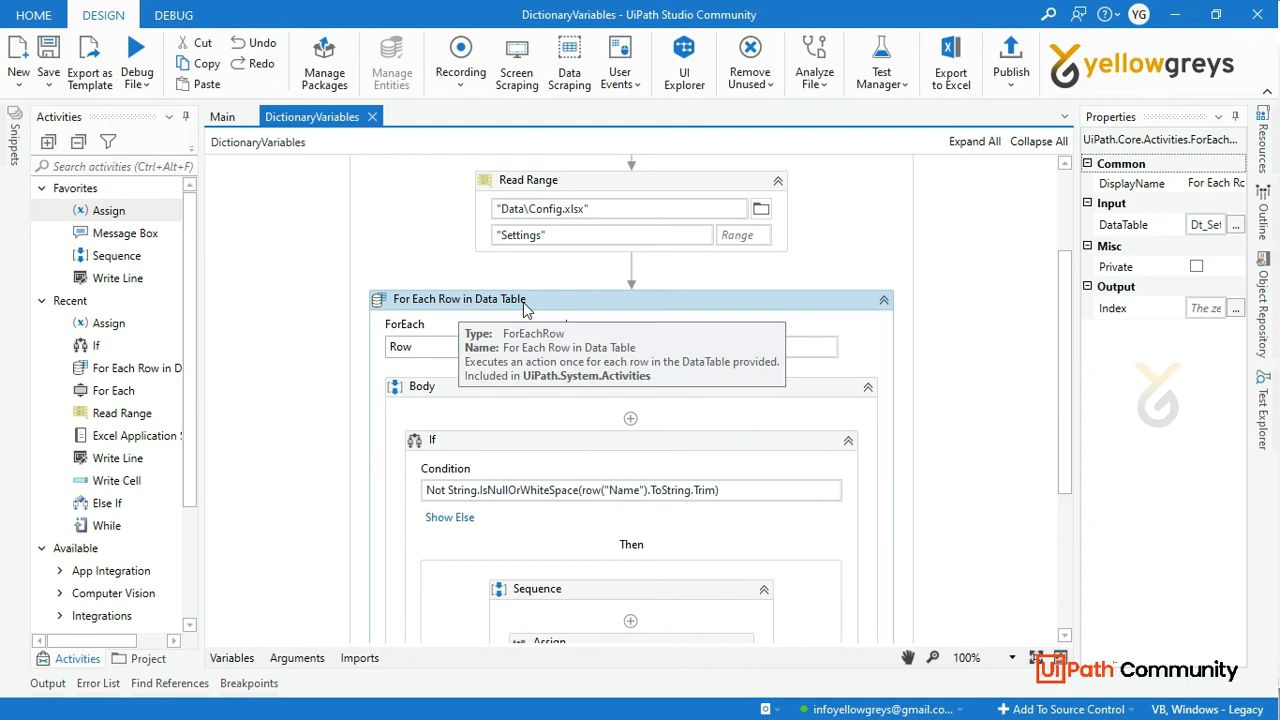 HOME
DESIGN
DEBUG
DictionaryVariables - UiPath Studio Community
YG
New
Save
Export as Template
Debug File
Cut
Copy
Paste
Undo
Redo
Manage Packages
Manage Entities
Recording
Screen Scraping
Data Scraping
User Events
UI Explorer
Remove Unused
Analyze File
Test Manager
Export to Excel
Publish
yellowgreys
Snippets
Activities
Search activities (Ctrl+Alt+F)
Favorites
Assign
Message Box
Sequence
Write Line
Recent
Assign
If
For Each Row in D
For Each
Read Range
Excel Application S
Write Line
Write Cell
Else If
While
Available
App Integration
Computer Vision
Integrations
Activities
Project
Main
DictionaryVariables
DictionaryVariables
Expand All
Collapse All
Read Range
"Data\Config.xlsx"
"Settings"
Range
For Each Row in Data Table
ForEach
Row
Type: ForEachRow
Name: For Each Row in Data Table
Executes an action once for each row in the DataTable provided.
Included in UiPath.System.Activities
Body
If
Condition
Not String.IsNullOrWhiteSpace(row("Name").ToString.Trim)
Show Else
Then
Sequence
Assign
Variables
Arguments
Imports
100%
Properties
UiPath.Core.Activities.ForEach...
Common
DisplayName For Each Rc
Input
DataTable Dt_Set ...
Misc
Private
Output
Index The ze ...
Resources
Outline
Object Repository
Test Explorer
UiPath Community
Output
Error List
Find References
Breakpoints
infoyellowgreys@gmail.co...
Add To Source Control
VB, Windows - Legacy